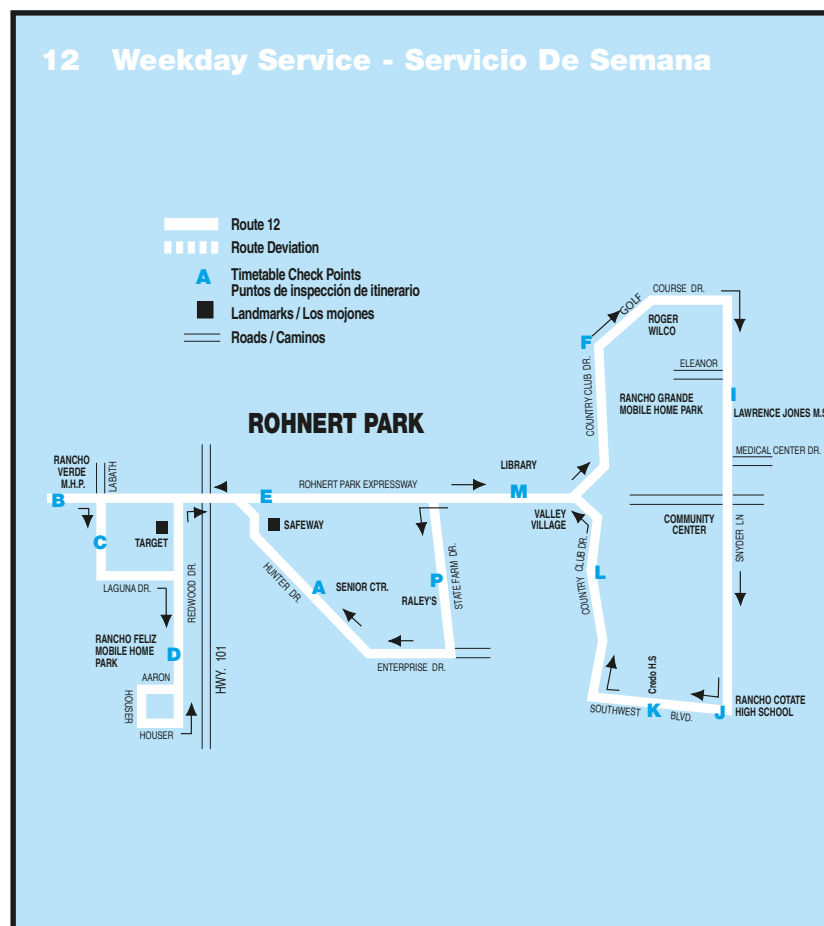 12 Weekday Service - Servicio De Semana
Route 12
Route Deviation
A Timetable Check Points
Puntos de inspección de itinerario
Landmarks / Los mojones
Roads / Caminos
COURSE DR.
GOLF
ROGER
WILCO
F
COUNTRY CLUB DR.
ELEANOR
RANCHO GRANDE
MOBILE HOME PARK
I
LAWRENCE JONES M.S
ROHNERT PARK
MEDICAL CENTER DR.
RANCHO
VERDE
M.H.P.
LABATH
LIBRARY
ROHNERT PARK EXPRESSWAY
B
E
M
VALLEY
VILLAGE
COMMUNITY
CENTER
SNYDER LN
SAFEWAY
TARGET
C
COUNTRY CLUB DR.
L
LAGUNA DR.
REDWOOD DR.
HUNTER DR.
A
SENIOR CTR.
P
RALEY'S
STATE FARM DR.
RANCHO FELIZ
MOBILE HOME
PARK
D
HWY. 101
ENTERPRISE DR.
AARON
HOUSER
HOUSER
Credo H.S
SOUTHWEST
K
BLVD.
J
RANCHO COTATE
HIGH SCHOOL